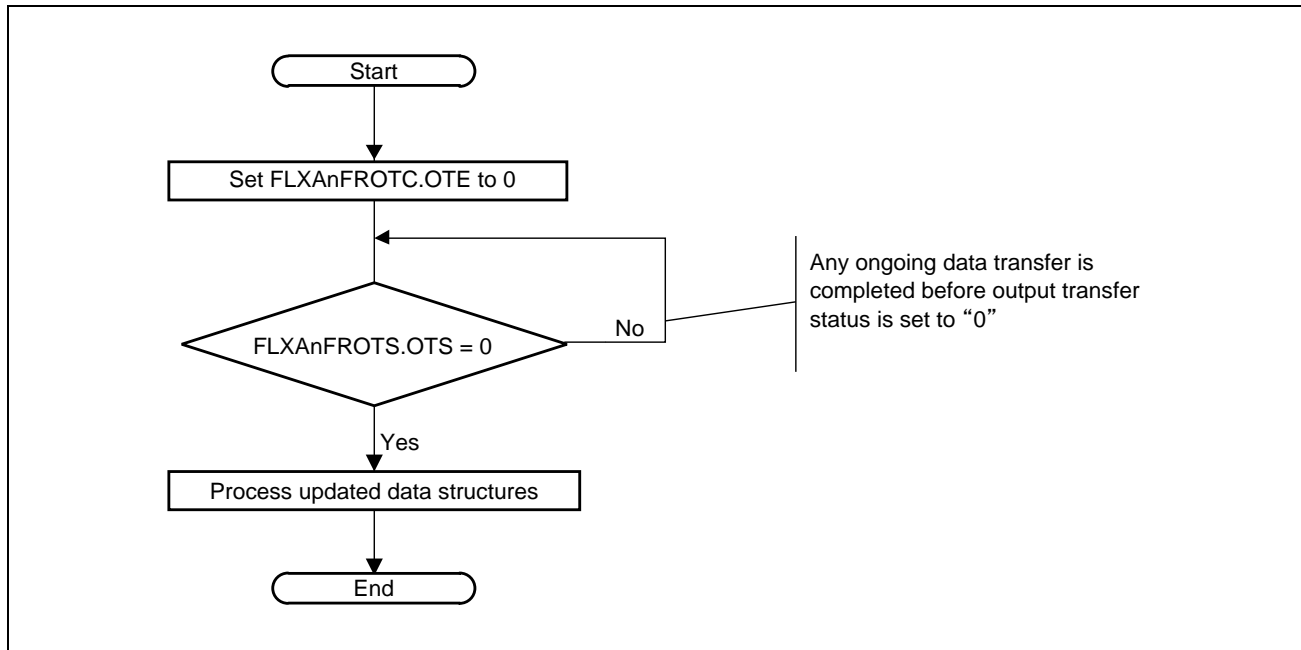 Start
Set FLXAnFROTC.OTE to 0
Any ongoing data transfer is
completed before output transfer
status is set to “0”
No
FLXAnFROTS.OTS = 0
Yes
Process updated data structures
End